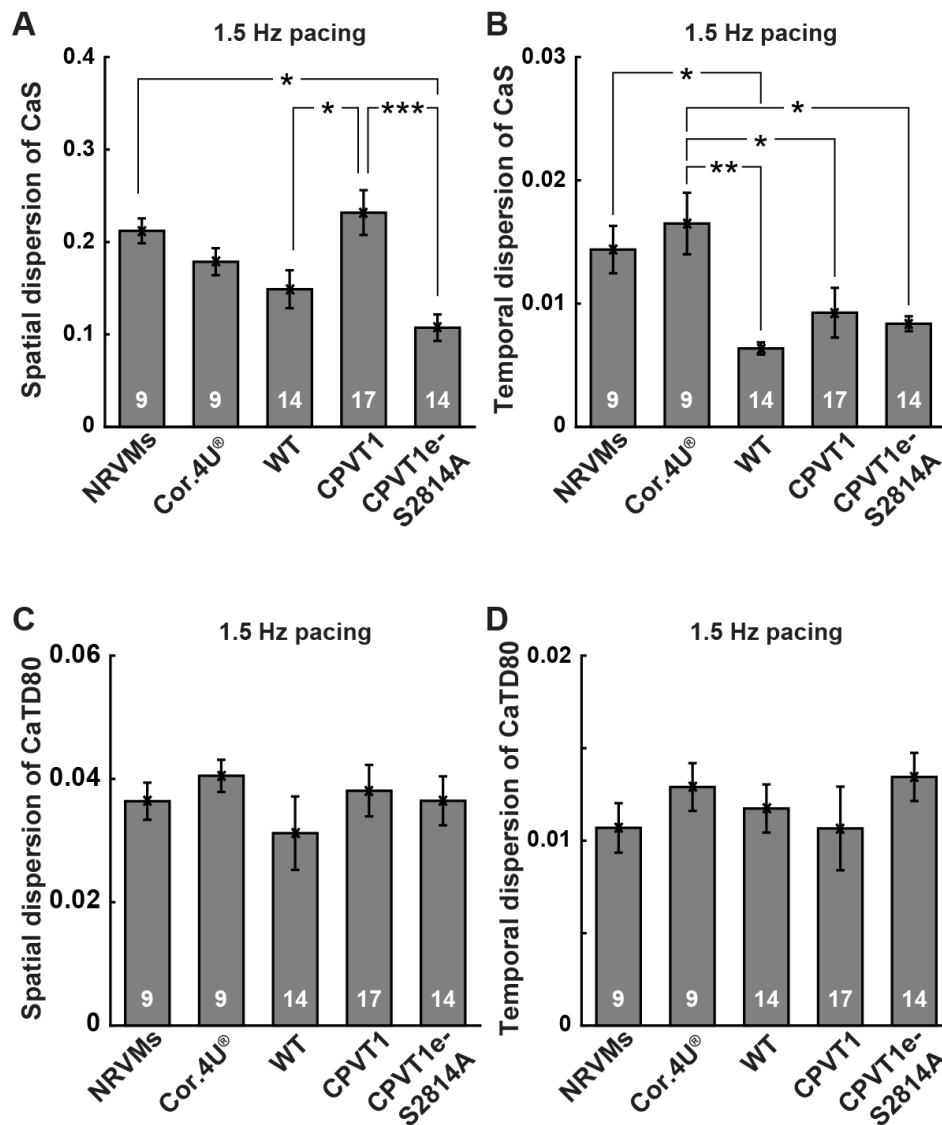 A
1.5 Hz pacing
Spatial dispersion of CaS
0.4
0.3
0.2
0.1
0
*
*
***
9
9
14
17
14
NRVMs
Cor.4U®
WT
CPVT1
CPVT1e-
S2814A
B
1.5 Hz pacing
Temporal dispersion of CaS
0.03
0.02
0.01
0
*
*
*
**
9
9
14
17
14
NRVMs
Cor.4U®
WT
CPVT1
CPVT1e-
S2814A
C
1.5 Hz pacing
Spatial dispersion of CaTD80
0.06
0.04
0.02
0
9
9
14
17
14
NRVMs
Cor.4U®
WT
CPVT1
CPVT1e-
S2814A
D
1.5 Hz pacing
Temporal dispersion of CaTD80
0.02
0.01
0
9
9
14
17
14
NRVMs
Cor.4U®
WT
CPVT1
CPVT1e-
S2814A